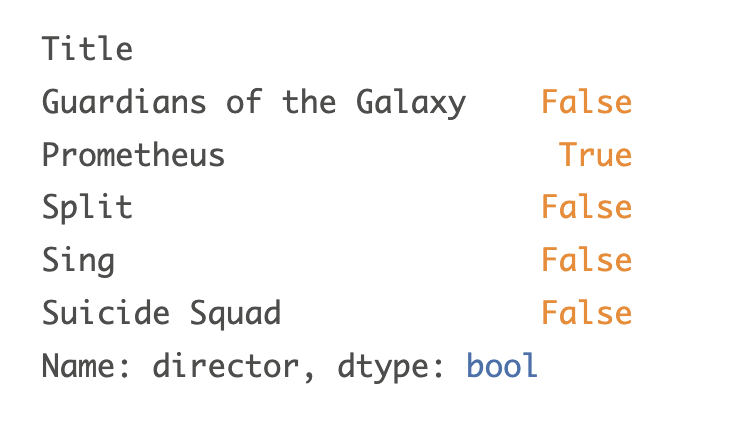 Title
Guardians of the Galaxy    False
Prometheus                  True
Split                      False
Sing                       False
Suicide Squad              False
Name: director, dtype: bool